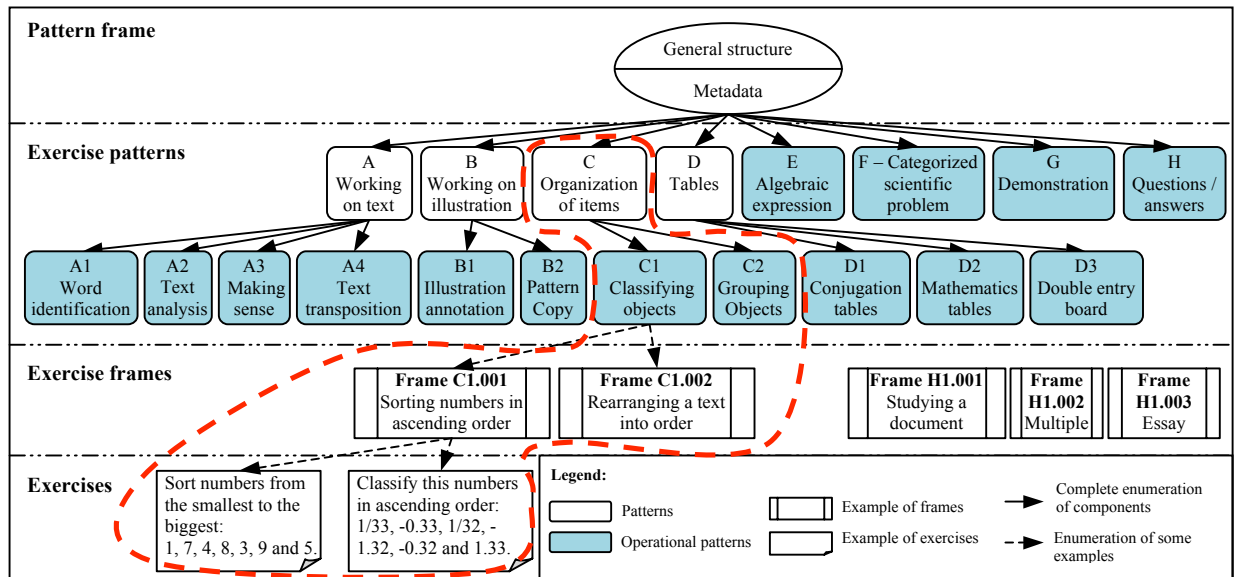 Pattern frame
General structure
Metadata
Exercise patterns
A
Working
on text
B
Working on
illustration
C
Organization
of items
D
Tables
E
Algebraic
expression
F – Categorized
scientific
problem
G
Demonstration
H
Questions /
answers
A1
Word
identification
A2
Text
analysis
A3
Making
sense
A4
Text
transposition
B1
Illustration
annotation
B2
Pattern
Copy
C1
Classifying
objects
C2
Grouping
Objects
D1
Conjugation
tables
D2
Mathematics
tables
D3
Double entry
board
Exercise frames
Frame C1.001
Sorting numbers in
ascending order
Frame C1.002
Rearranging a text
into order
Frame H1.001
Studying a
document
Frame
H1.002
Multiple
Frame
H1.003
Essay
Exercises
Sort numbers from
the smallest to the
biggest:
1, 7, 4, 8, 3, 9 and 5.
Classify this numbers
in ascending order:
1/33, -0.33, 1/32, -
1.32, -0.32 and 1.33.
Legend:
Patterns
Operational patterns
Example of frames
Example of exercises
Complete enumeration
of components
Enumeration of some
examples